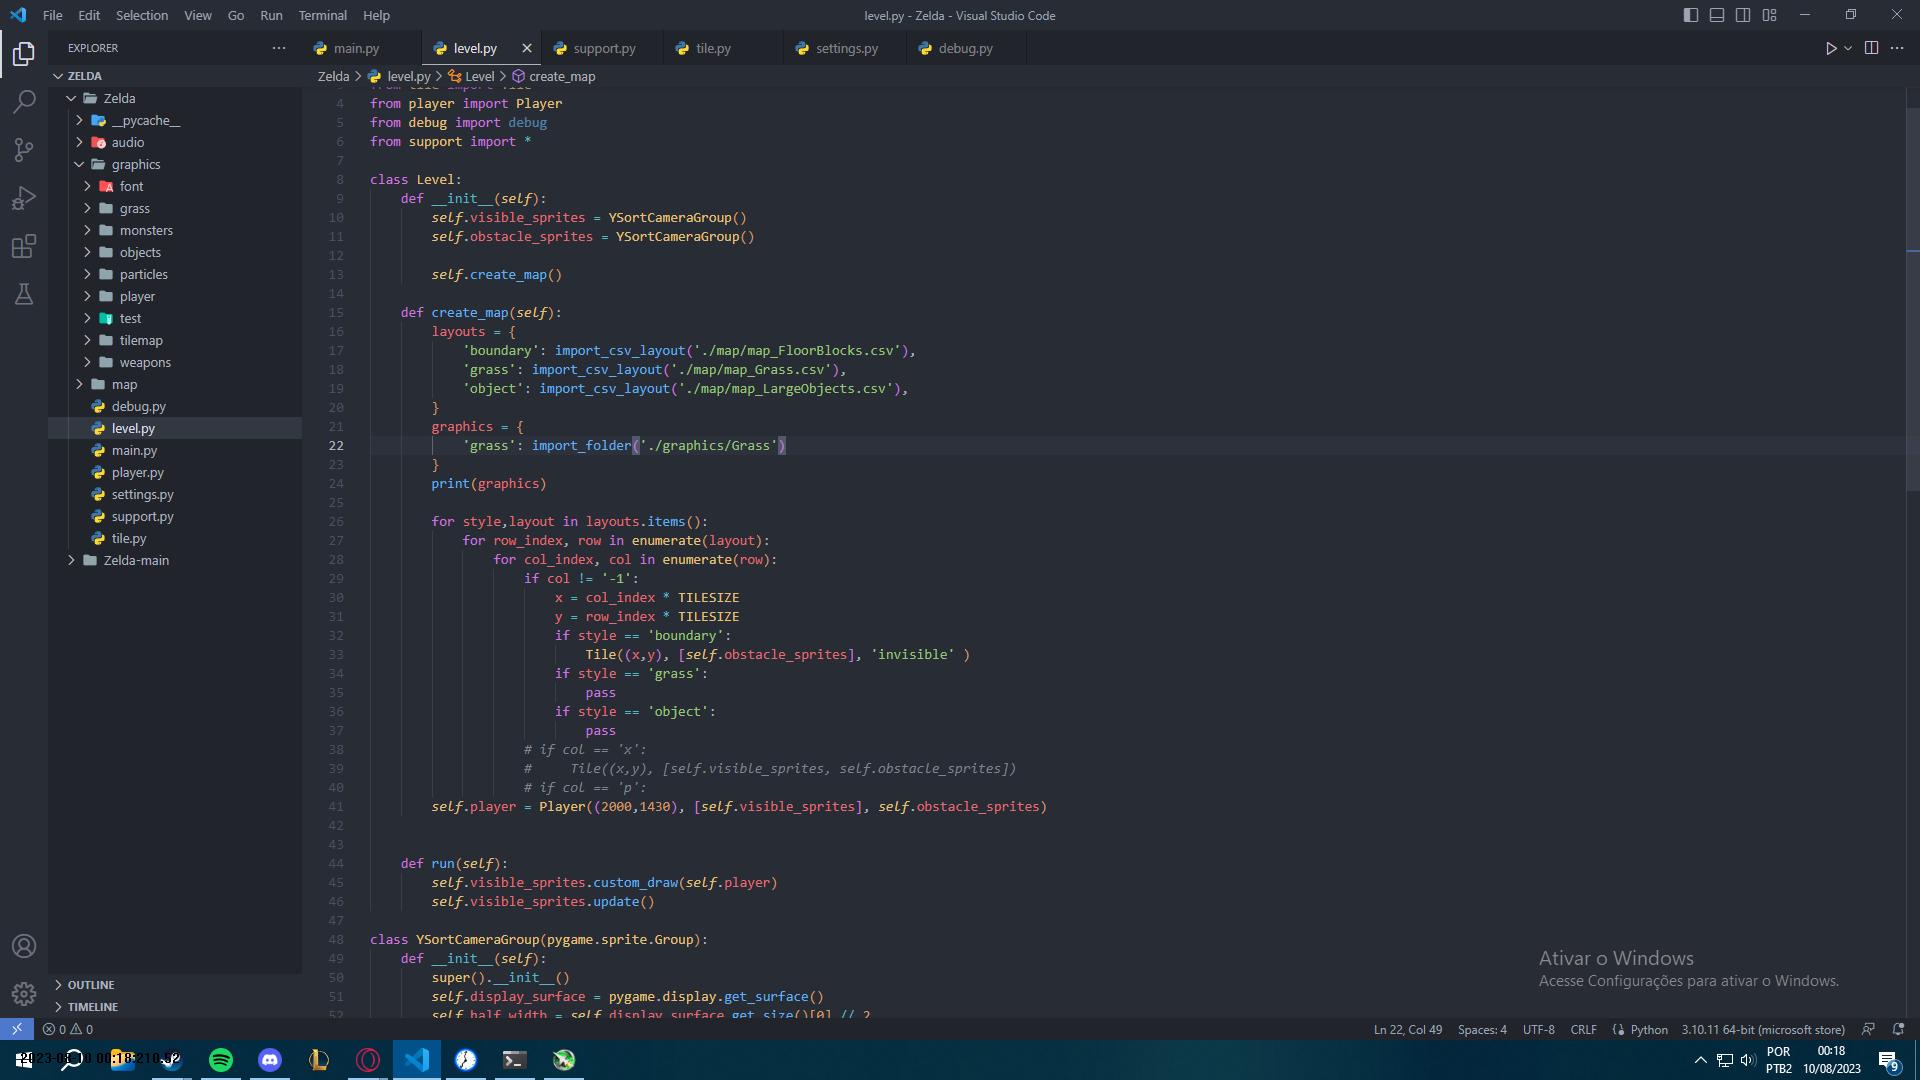 File Edit Selection View Go Run Terminal Help
level.py - Zelda - Visual Studio Code
EXPLORER
main.py
level.py
support.py
tile.py
settings.py
debug.py
ZELDA
Zelda > level.py > Level > create_map
Zelda
__pycache__
audio
graphics
font
grass
monsters
objects
particles
player
test
tilemap
weapons
map
debug.py
level.py
main.py
player.py
settings.py
support.py
tile.py
Zelda-main
OUTLINE
TIMELINE
4 from player import Player
5 from debug import debug
6 from support import *
7
8 class Level:
9     def __init__(self):
10         self.visible_sprites = YSortCameraGroup()
11         self.obstacle_sprites = YSortCameraGroup()
12
13         self.create_map()
14
15     def create_map(self):
16         layouts = {
17             'boundary': import_csv_layout('./map/map_FloorBlocks.csv'),
18             'grass': import_csv_layout('./map/map_Grass.csv'),
19             'object': import_csv_layout('./map/map_LargeObjects.csv'),
20         }
21         graphics = {
22             'grass': import_folder('./graphics/Grass')
23         }
24         print(graphics)
25
26         for style,layout in layouts.items():
27             for row_index, row in enumerate(layout):
28                 for col_index, col in enumerate(row):
29                     if col != '-1':
30                         x = col_index * TILESIZE
31                         y = row_index * TILESIZE
32                         if style == 'boundary':
33                             Tile((x,y), [self.obstacle_sprites], 'invisible' )
34                         if style == 'grass':
35                             pass
36                         if style == 'object':
37                             pass
38                     # if col == 'x':
39                     #     Tile((x,y), [self.visible_sprites, self.obstacle_sprites])
40                     # if col == 'p':
41         self.player = Player((2000,1430), [self.visible_sprites], self.obstacle_sprites)
42
43
44     def run(self):
45         self.visible_sprites.custom_draw(self.player)
46         self.visible_sprites.update()
47
48 class YSortCameraGroup(pygame.sprite.Group):
49     def __init__(self):
50         super().__init__()
51         self.display_surface = pygame.display.get_surface()
52         self.half_width = self.display_surface.get_size()[0] // 2
Ativar o Windows
Acesse Configurações para ativar o Windows.
0 0
Ln 22, Col 49 Spaces: 4 UTF-8 CRLF Python 3.10.11 64-bit (microsoft store)
POR
PTB2
00:18
10/08/2023
9